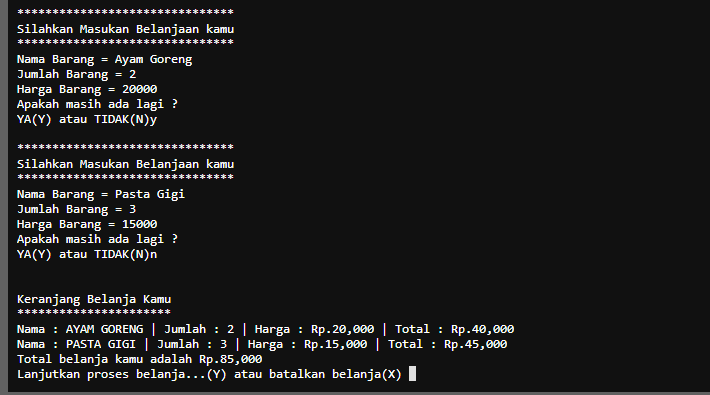 *******************************
Silahkan Masukan Belanjaan kamu
*******************************
Nama Barang = Ayam Goreng
Jumlah Barang = 2
Harga Barang = 20000
Apakah masih ada lagi ?
YA(Y) atau TIDAK(N)y
*******************************
Silahkan Masukan Belanjaan kamu
*******************************
Nama Barang = Pasta Gigi
Jumlah Barang = 3
Harga Barang = 15000
Apakah masih ada lagi ?
YA(Y) atau TIDAK(N)n
Keranjang Belanja Kamu
**********************
Nama : AYAM GORENG | Jumlah : 2 | Harga : Rp.20,000 | Total : Rp.40,000
Nama : PASTA GIGI | Jumlah : 3 | Harga : Rp.15,000 | Total : Rp.45,000
Total belanja kamu adalah Rp.85,000
Lanjutkan proses belanja...(Y) atau batalkan belanja(X)